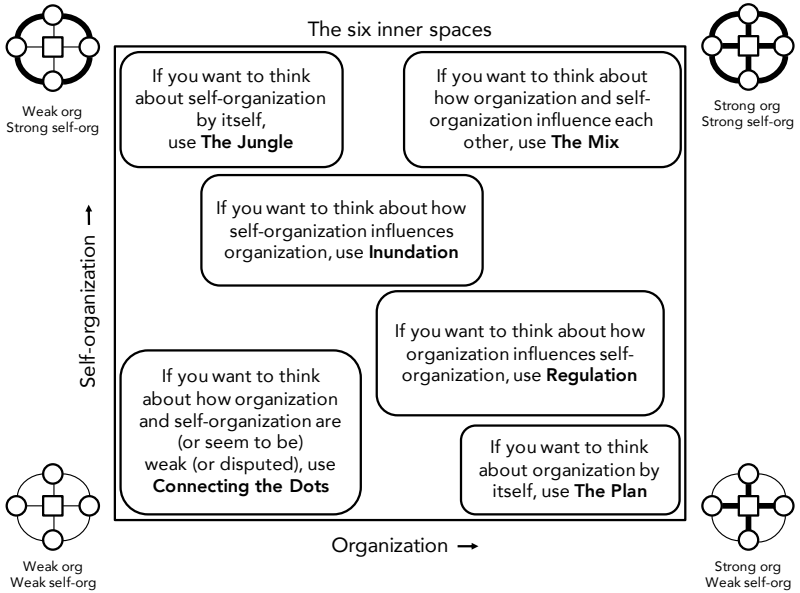 The six inner spaces
Weak org
Strong self-org
If you want to think
about self-organization
by itself,
use The Jungle
If you want to think about
how organization and self-
organization influence each
other, use The Mix
Strong org
Strong self-org
If you want to think about how
self-organization influences
organization, use Inundation
Self-organization →
If you want to think about how
organization influences self-
organization, use Regulation
If you want to think
about how organization
and self-organization are
(or seem to be)
weak (or disputed), use
Connecting the Dots
If you want to think
about organization by
itself, use The Plan
Organization →
Weak org
Weak self-org
Strong org
Weak self-org